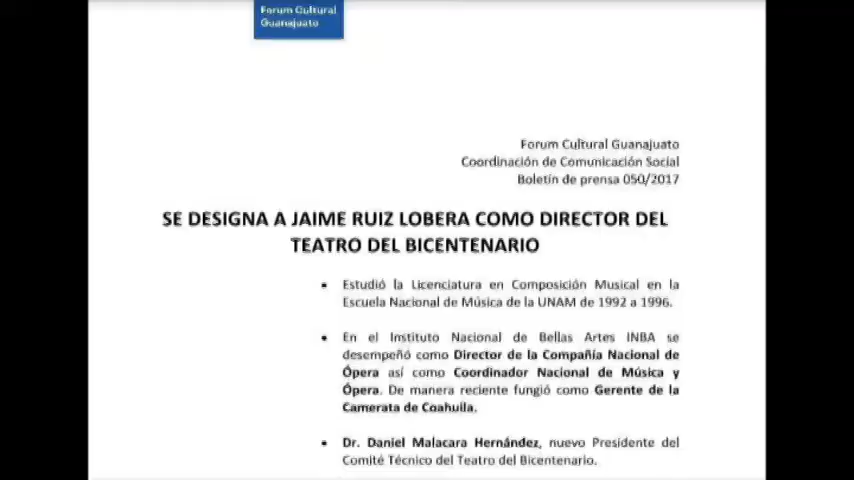 Forum Cultural
Guanajuato
Forum Cultural Guanajuato
Coordinación de Comunicación Social
Boletín de prensa 050/2017
SE DESIGNA A JAIME RUIZ LOBERA COMO DIRECTOR DEL
TEATRO DEL BICENTENARIO
• Estudió la Licenciatura en Composición Musical en la
Escuela Nacional de Música de la UNAM de 1992 a 1996.
• En el Instituto Nacional de Bellas Artes INBA se
desempeñó como Director de la Compañía Nacional de
Ópera así como Coordinador Nacional de Música y
Ópera. De manera reciente fungió como Gerente de la
Camerata de Coahuila.
• Dr. Daniel Malacara Hernández, nuevo Presidente del
Comité Técnico del Teatro del Bicentenario.